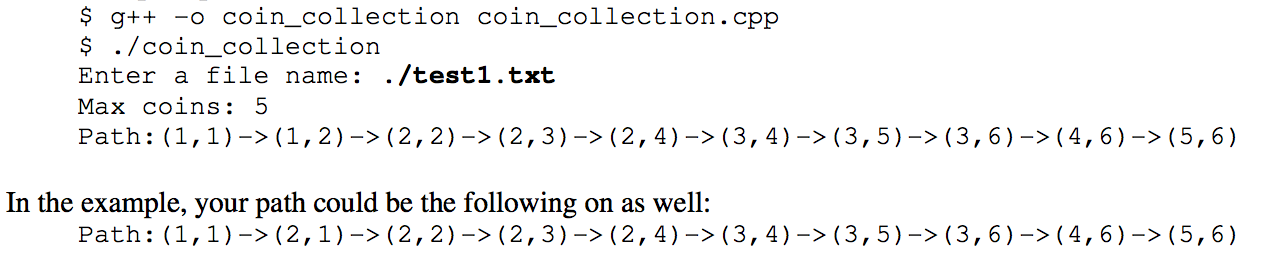 $ g++ -o coin_collection coin_collection.cpp
$ ./coin_collection
Enter a file name: ./test1.txt
Max coins: 5
Path:(1,1)->(1,2)->(2,2)->(2,3)->(2,4)->(3,4)->(3,5)->(3,6)->(4,6)->(5,6)
In the example, your path could be the following on as well:
Path:(1,1)->(2,1)->(2,2)->(2,3)->(2,4)->(3,4)->(3,5)->(3,6)->(4,6)->(5,6)